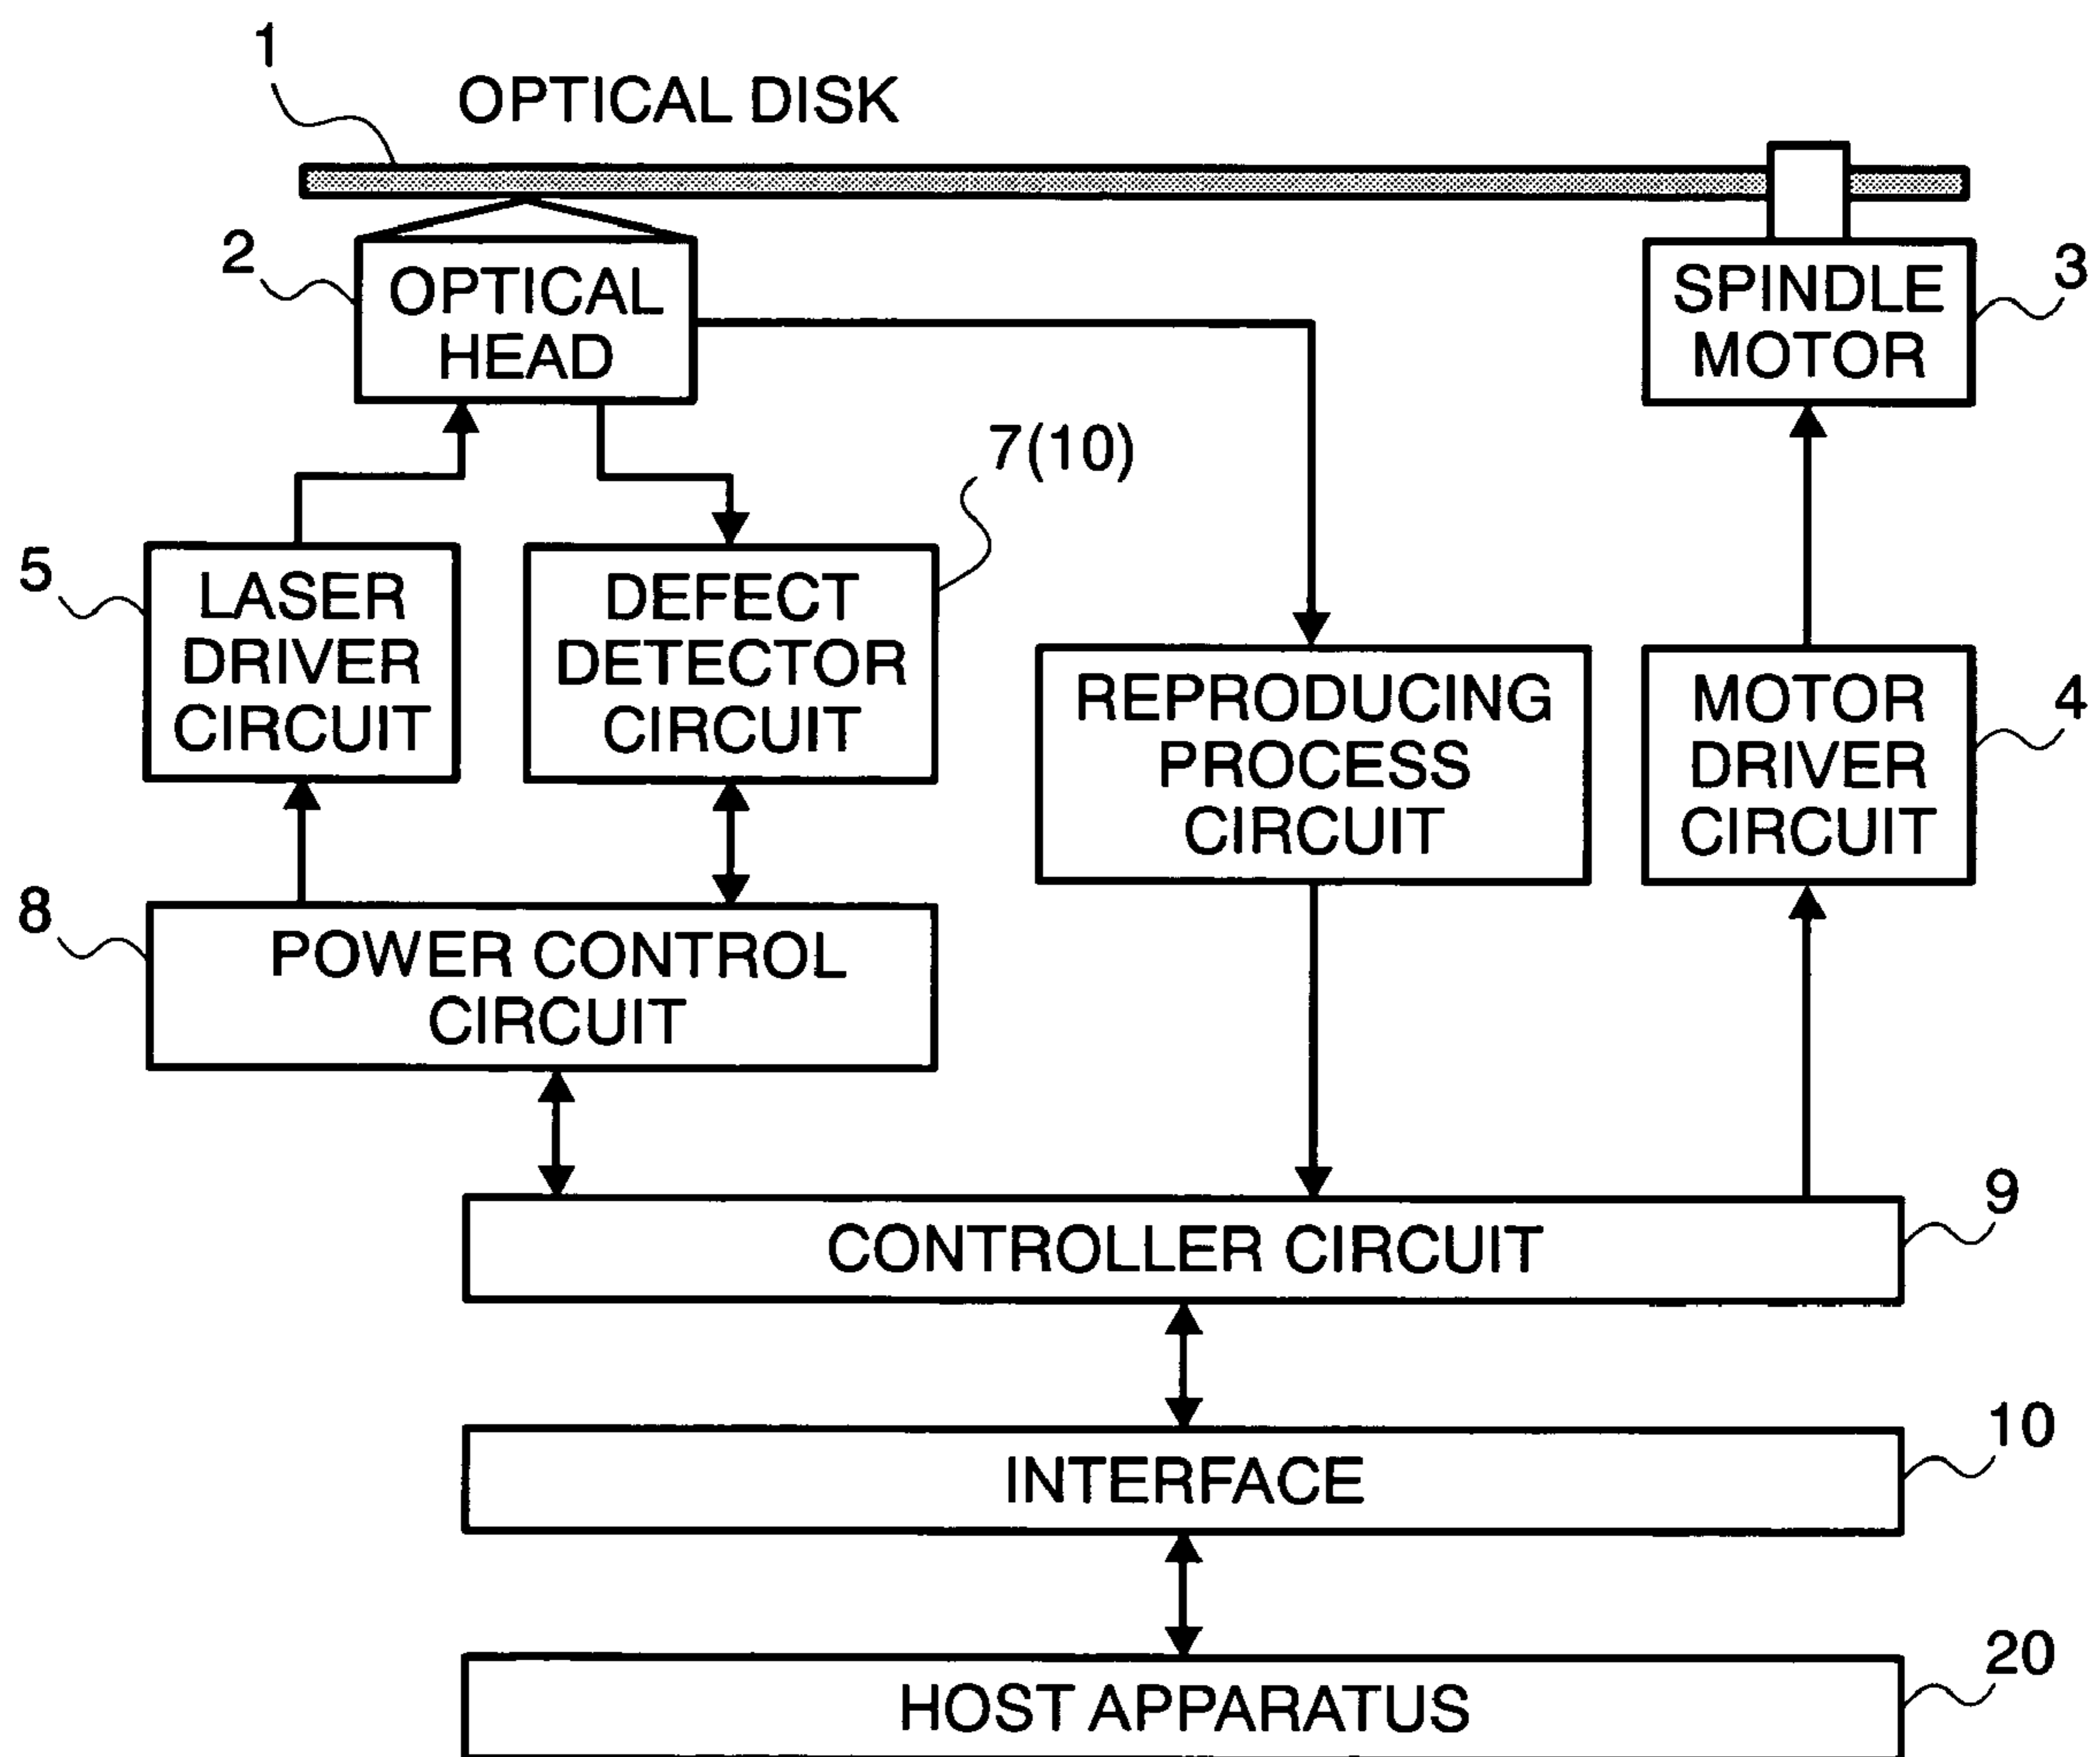 1
OPTICAL DISK
2
OPTICAL
HEAD
SPINDLE
MOTOR
3
7(10)
5
LASER
DRIVER
CIRCUIT
DEFECT
DETECTOR
CIRCUIT
REPRODUCING
PROCESS
CIRCUIT
MOTOR
DRIVER
CIRCUIT
4
8
POWER CONTROL
CIRCUIT
CONTROLLER CIRCUIT
9
INTERFACE
10
HOST APPARATUS
20